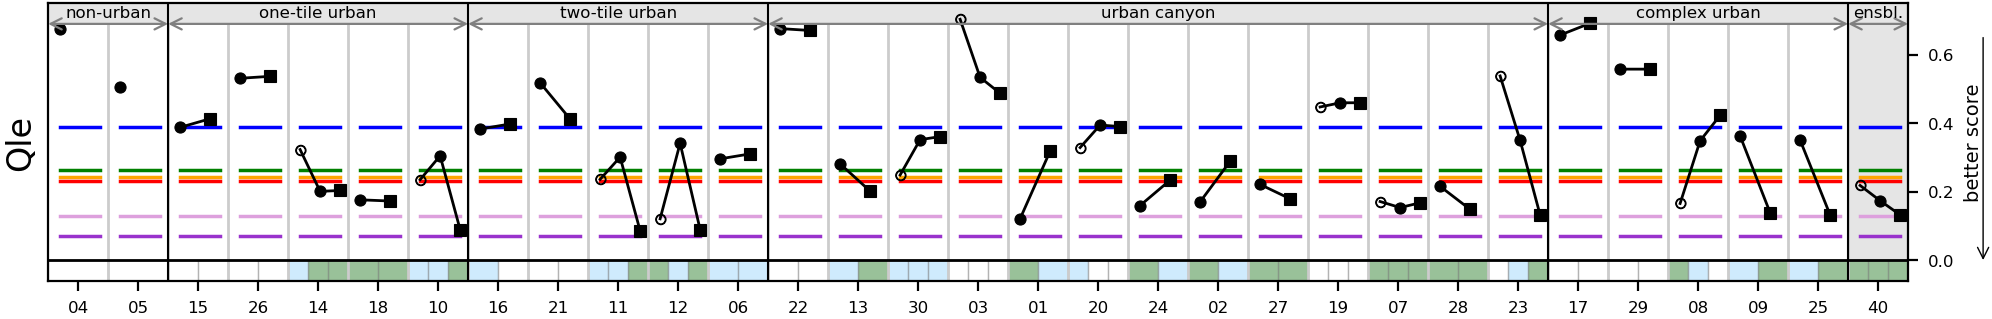 non-urban one-tile urban two-tile urban urban canyon complex urban ensbl.
Qle
0.6
0.4
0.2
0.0
better score
04 05 15 26 14 18 10 16 21 11 12 06 22 13 30 03 01 20 24 02 27 19 07 28 23 17 29 08 09 25 40